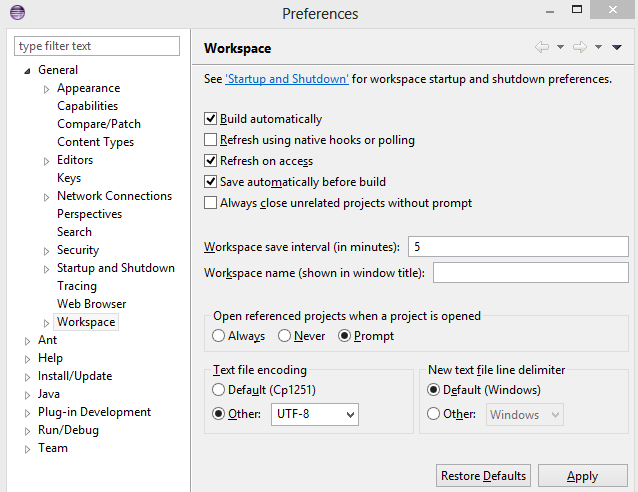 Preferences
type filter text
General
Appearance
Capabilities
Compare/Patch
Content Types
Editors
Keys
Network Connections
Perspectives
Search
Security
Startup and Shutdown
Tracing
Web Browser
Workspace
Ant
Help
Install/Update
Java
Plug-in Development
Run/Debug
Team
Workspace
See 'Startup and Shutdown' for workspace startup and shutdown preferences.
Build automatically
Refresh using native hooks or polling
Refresh on access
Save automatically before build
Always close unrelated projects without prompt
Workspace save interval (in minutes): 5
Workspace name (shown in window title):
Open referenced projects when a project is opened
Always Never Prompt
Text file encoding
Default (Cp1251)
Other: UTF-8
New text file line delimiter
Default (Windows)
Other: Windows
Restore Defaults Apply